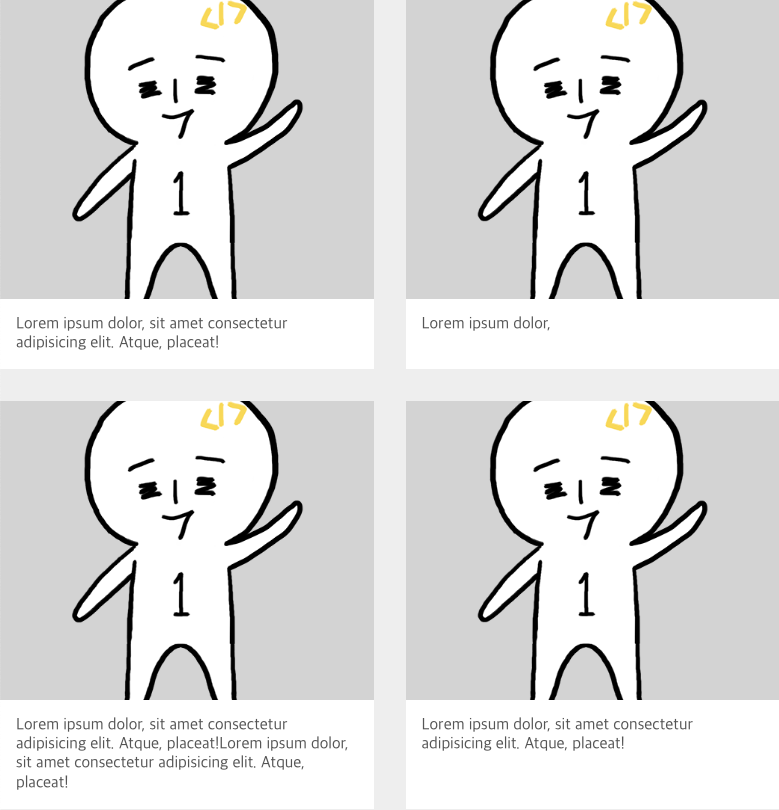 1
1
Lorem ipsum dolor, sit amet consectetur
adipisicing elit. Atque, placeat!
Lorem ipsum dolor,
1
1
Lorem ipsum dolor, sit amet consectetur
adipisicing elit. Atque, placeat!Lorem ipsum dolor,
sit amet consectetur adipisicing elit. Atque,
placeat!
Lorem ipsum dolor, sit amet consectetur
adipisicing elit. Atque, placeat!